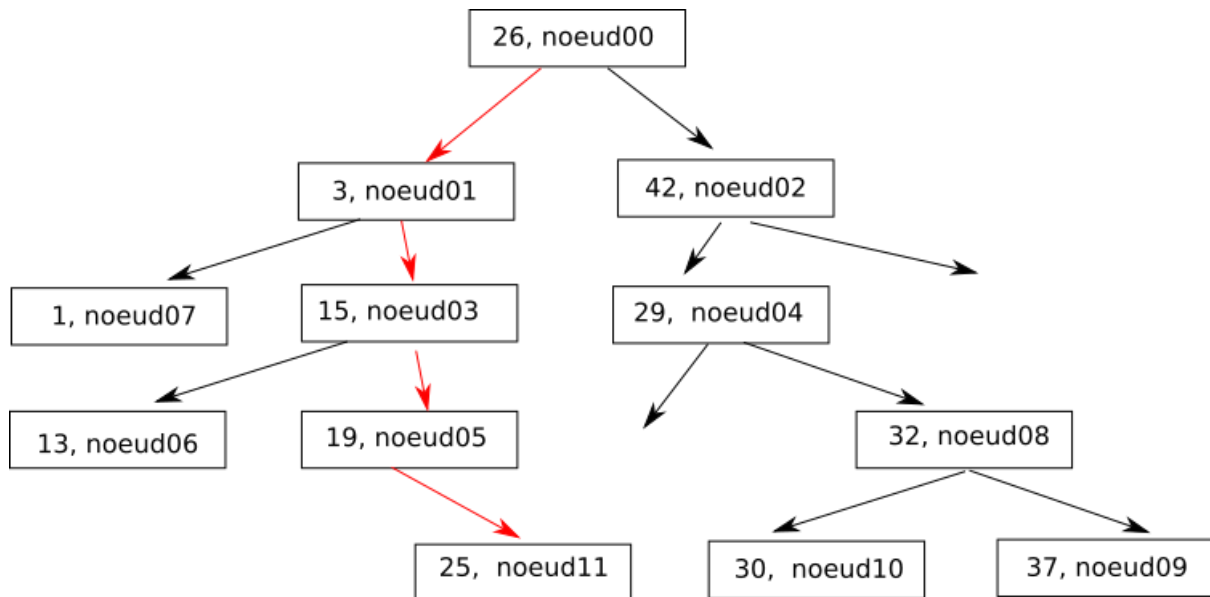 26, noeud00
3, noeud01
42, noeud02
1, noeud07
15, noeud03
29, noeud04
13, noeud06
19, noeud05
32, noeud08
25, noeud11
30, noeud10
37, noeud09